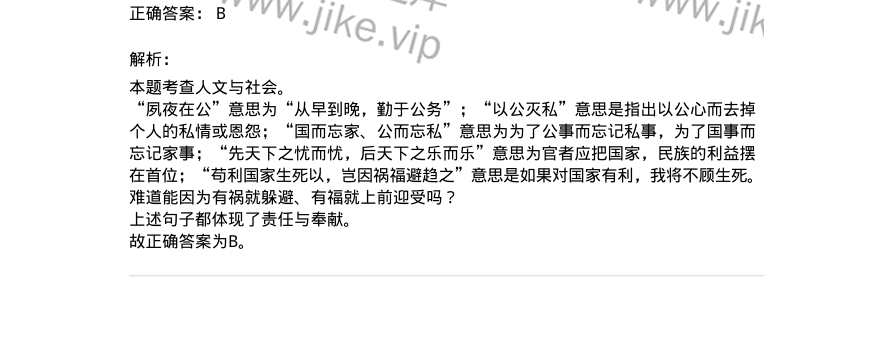 www.jike.vip
www.jik
正确答案： B
解析：
本题考查人文与社会。
“夙夜在公”意思为“从早到晚，勤于公务”；“以公灭私”意思是指出以公心而去掉
个人的私情或恩怨；“国而忘家、公而忘私”意思为为了公事而忘记私事，为了国事而
忘记家事；“先天下之忧而忧，后天下之乐而乐”意思为官者应把国家，民族的利益摆
在首位；“苟利国家生死以，岂因祸福避趋之”意思是如果对国家有利，我将不顾生死。
难道能因为有祸就躲避、有福就上前迎受吗？
上述句子都体现了责任与奉献。
故正确答案为B。